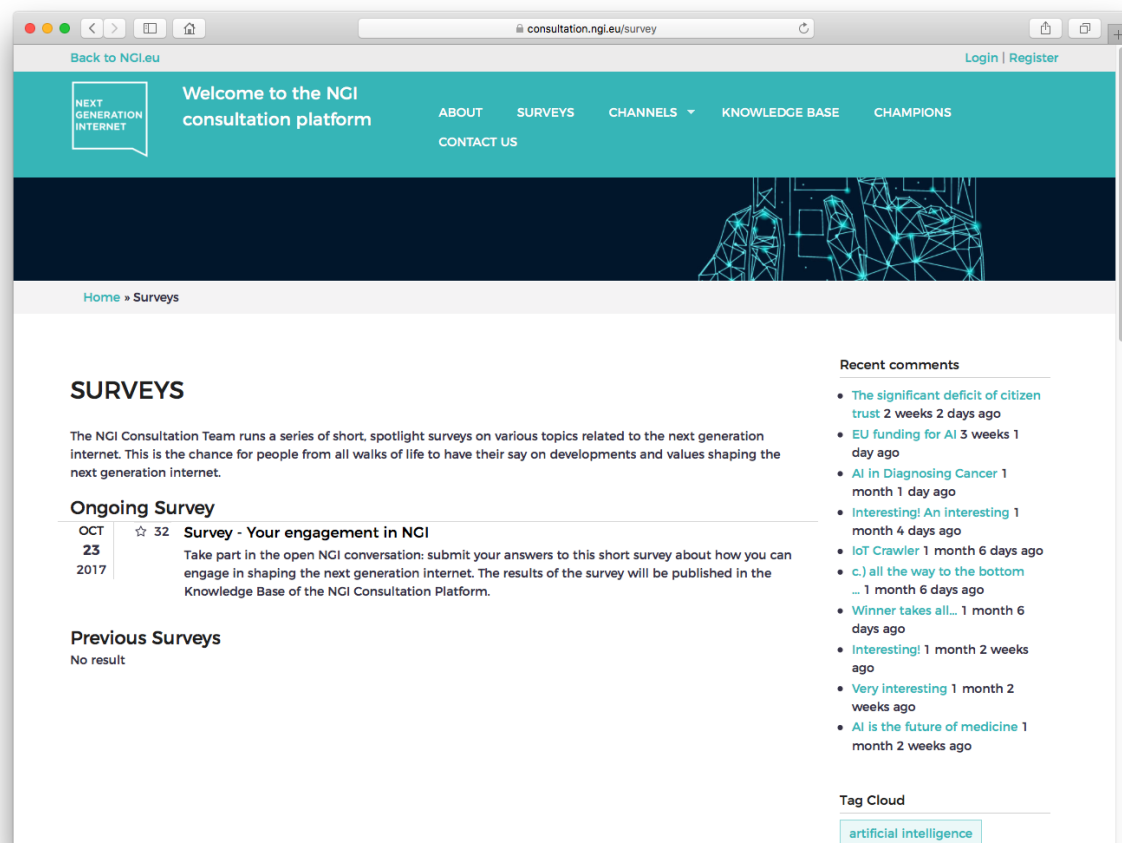 consultation.ngi.eu/survey
Back to NGI.eu
Login | Register
NEXT
GENERATION
INTERNET
Welcome to the NGI
consultation platform
ABOUT
SURVEYS
CHANNELS
KNOWLEDGE BASE
CHAMPIONS
CONTACT US
Home » Surveys
SURVEYS
The NGI Consultation Team runs a series of short, spotlight surveys on various topics related to the next generation
internet. This is the chance for people from all walks of life to have their say on developments and values shaping the
next generation internet.
Ongoing Survey
OCT
23
2017
32
Survey - Your engagement in NGI
Take part in the open NGI conversation: submit your answers to this short survey about how you can
engage in shaping the next generation internet. The results of the survey will be published in the
Knowledge Base of the NGI Consultation Platform.
Previous Surveys
No result
Recent comments
The significant deficit of citizen
trust 2 weeks 2 days ago
EU funding for AI 3 weeks 1
day ago
AI in Diagnosing Cancer 1
month 1 day ago
Interesting! An interesting 1
month 4 days ago
IoT Crawler 1 month 6 days ago
c.) all the way to the bottom
... 1 month 6 days ago
Winner takes all... 1 month 6
days ago
Interesting! 1 month 2 weeks
ago
Very interesting 1 month 2
weeks ago
AI is the future of medicine 1
month 2 weeks ago
Tag Cloud
artificial intelligence